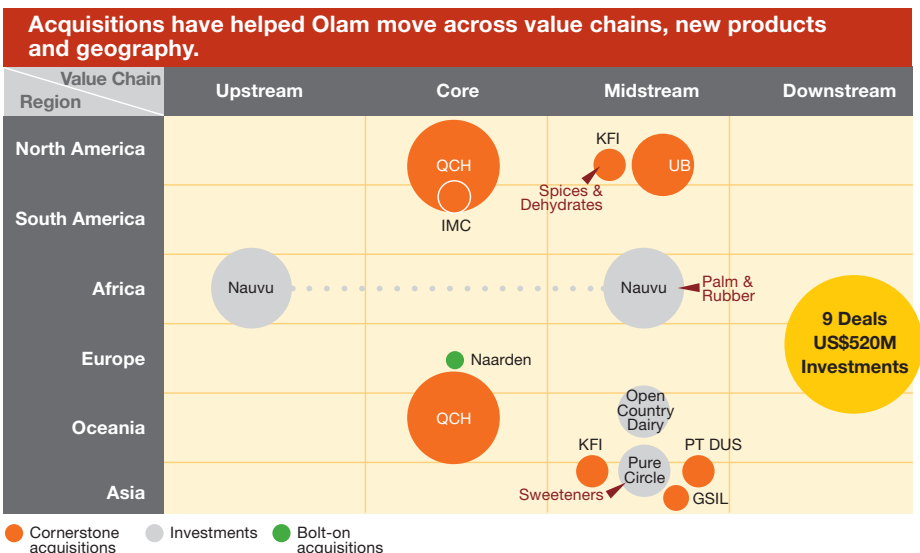 Acquisitions have helped Olam move across value chains, new products
and geography.
Value Chain
Region
Upstream
Core
Midstream
Downstream
North America
QCH
KFI
UB
Spices &
Dehydrates
South America
IMC
Africa
Nauvu
Nauvu
Palm &
Rubber
9 Deals
US$520M
Investments
Europe
Naarden
Oceania
QCH
Open
Country
Dairy
KFI
PT DUS
Pure
Circle
Asia
Sweeteners
GSIL
Cornerstone
acquisitions
Investments
Bolt-on
acquisitions